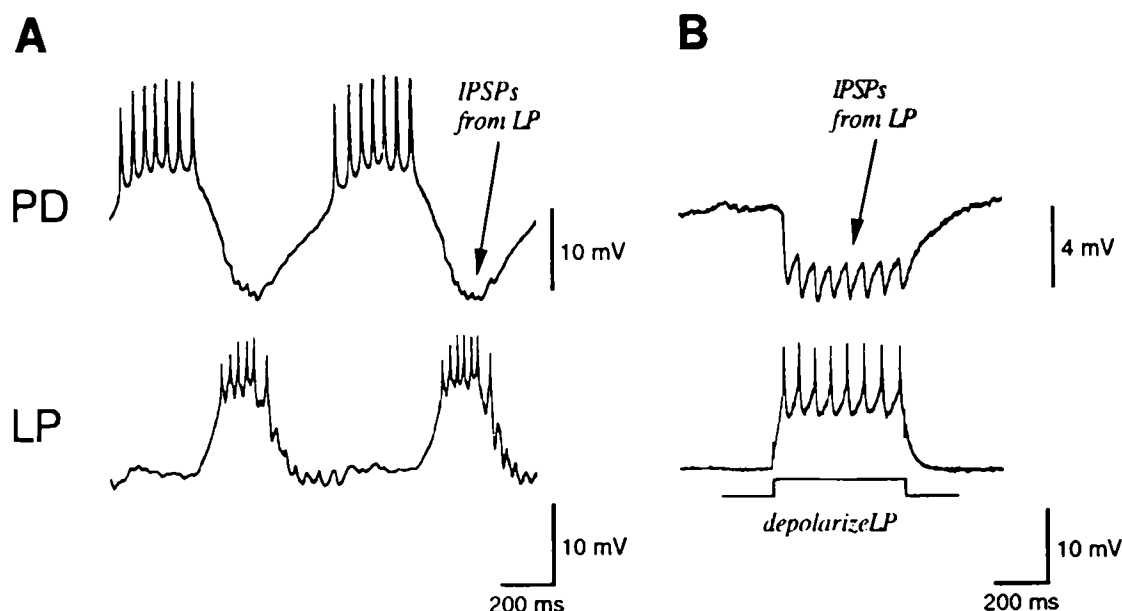 A
B
IPSPs
from LP
IPSPs
from LP
PD
10 mV
4 mV
LP
depolarizeLP
10 mV
200 ms
10 mV
200 ms